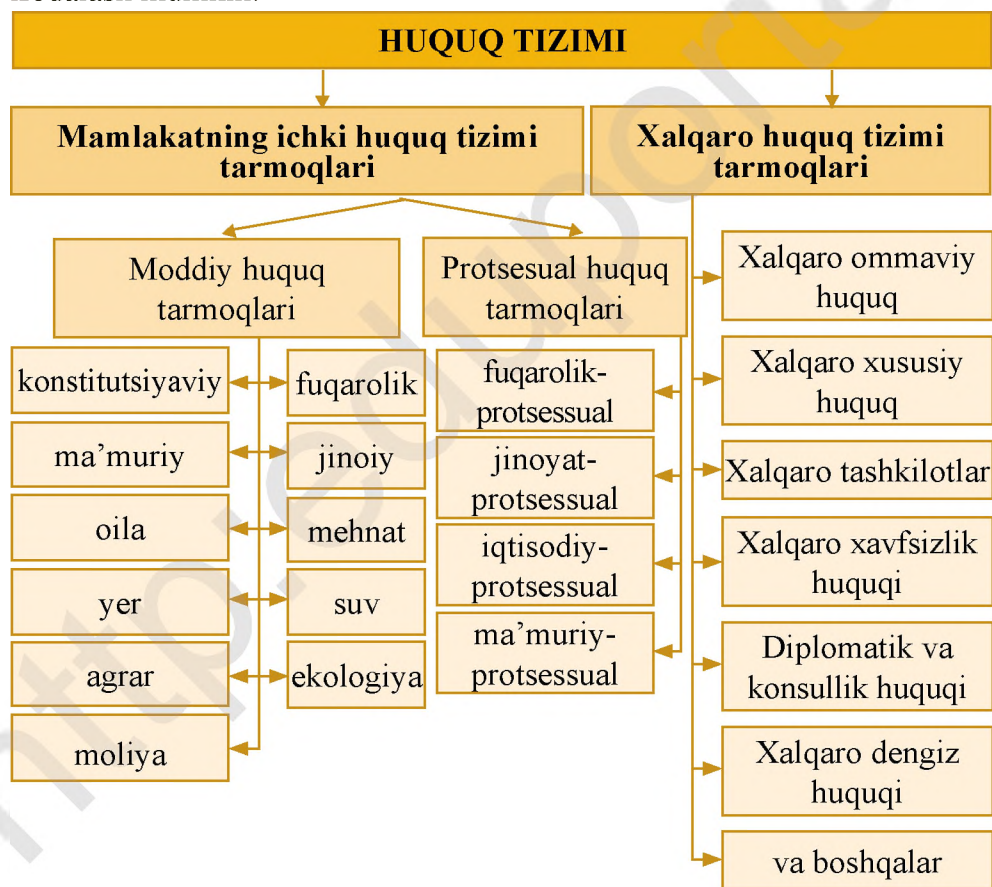 HUQUQ TIZIMI
Mamlakatning ichki huquq tizimi
tarmoqlari
Xalqaro huquq tizimi
tarmoqlari
Moddiy huquq
tarmoqlari
Protsesual huquq
tarmoqlari
konstitutsiyaviy
fuqarolik
ma’muriy
jinoiy
oila
mehnat
yer
suv
agrar
ekologiya
moliya
fuqarolik-
protsessual
jinoyat-
protsessual
iqtisodiy-
protsessual
ma’muriy-
protsessual
Xalqaro ommaviy
huquq
Xalqaro xususiy
huquq
Xalqaro tashkilotlar
Xalqaro xavfsizlik
huquqi
Diplomatik va
konsullik huquqi
Xalqaro dengiz
huquqi
va boshqalar